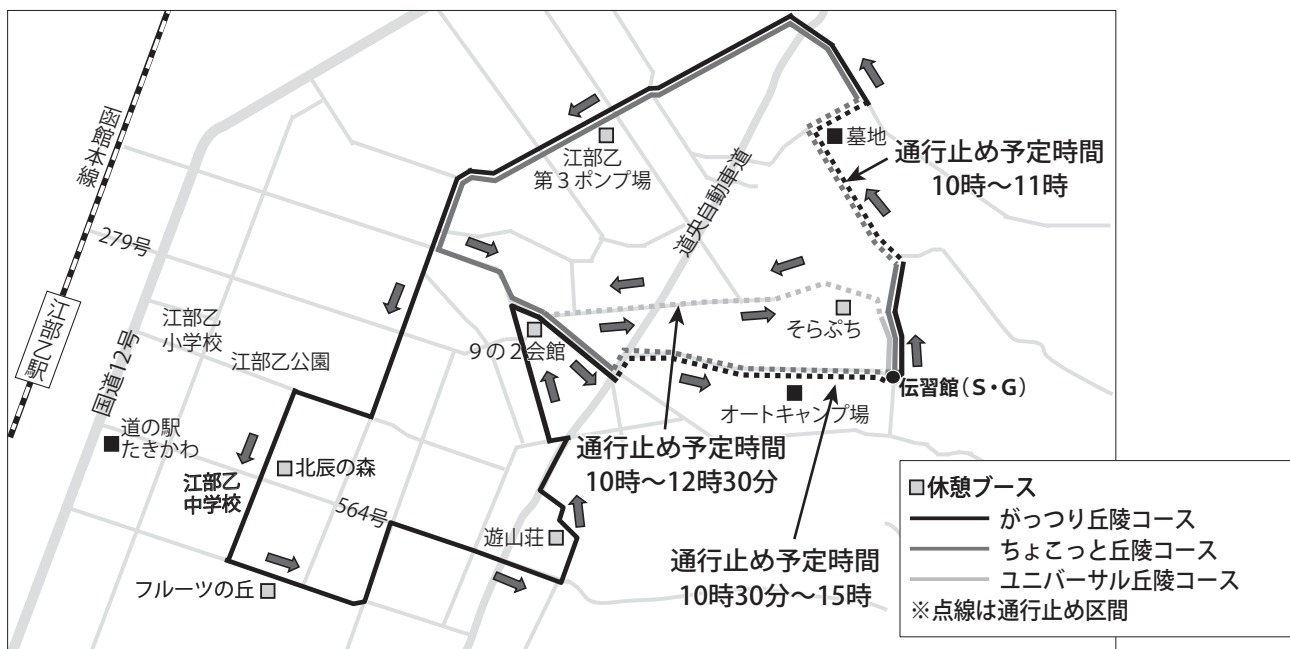 函館本線
江部乙駅
国道12号
279号
江部乙
小学校
江部乙公園
道の駅
たきかわ
江部乙
中学校
北辰の森
564号
フルーツの丘
遊山荘
9の2会館
江部乙
第3ポンプ場
道央自動車道
墓地
通行止め予定時間
10時～11時
そらぷち
伝習館（S・G）
オートキャンプ場
通行止め予定時間
10時～12時30分
通行止め予定時間
10時30分～15時
休憩ブース
がっつり丘陵コース
ちょこっと丘陵コース
ユニバーサル丘陵コース
※点線は通行止め区間